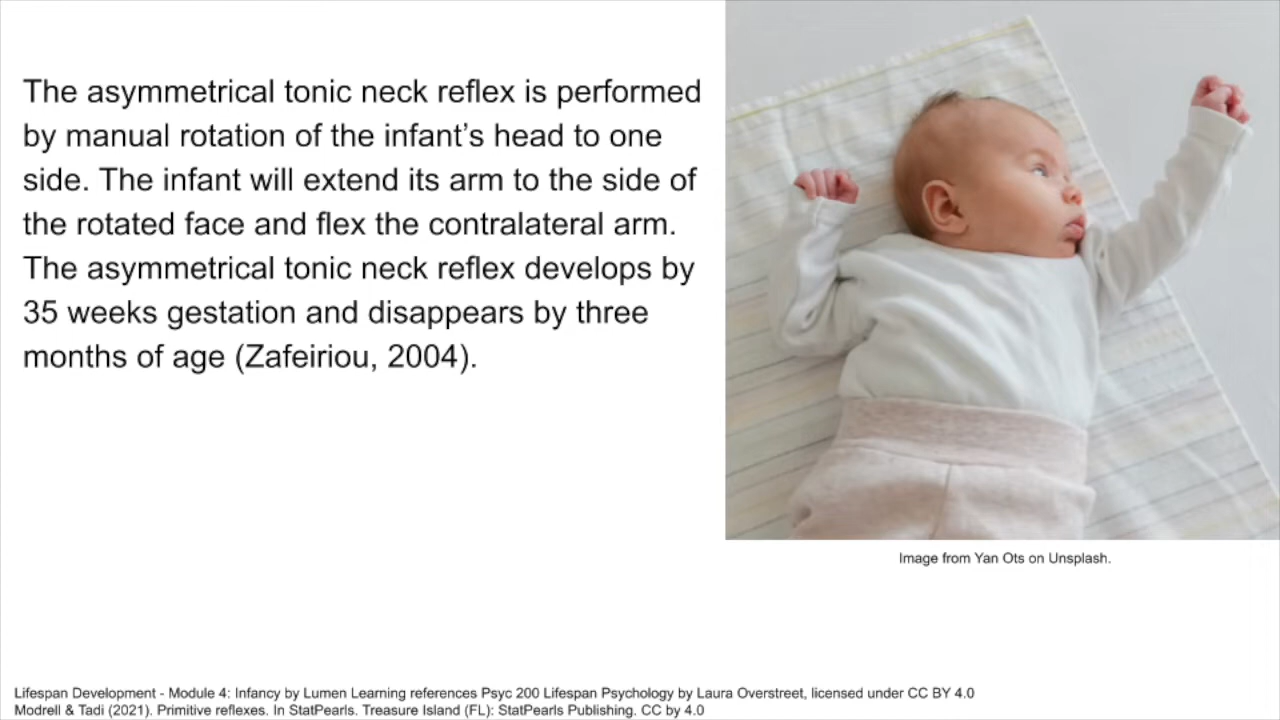 The asymmetrical tonic neck reflex is performed
by manual rotation of the infant’s head to one
side. The infant will extend its arm to the side of
the rotated face and flex the contralateral arm.
The asymmetrical tonic neck reflex develops by
35 weeks gestation and disappears by three
months of age (Zafeiriou, 2004).
Image from Yan Ots on Unsplash.
Lifespan Development - Module 4: Infancy by Lumen Learning references Psyc 200 Lifespan Psychology by Laura Overstreet, licensed under CC BY 4.0
Modrell & Tadi (2021). Primitive reflexes. In StatPearls. Treasure Island (FL): StatPearls Publishing. CC by 4.0